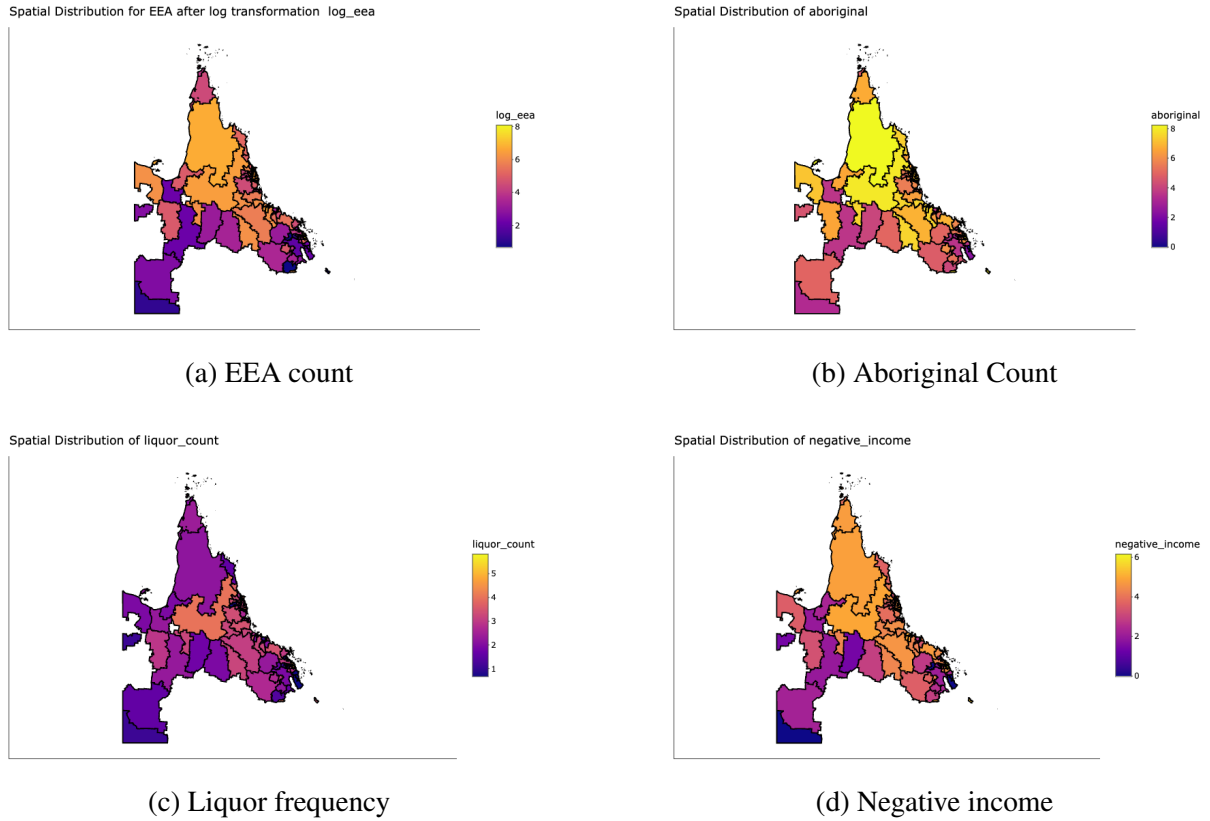 Spatial Distribution for EEA after log transformation  log_eea
log_eea
8
6
4
2
(a) EEA count
Spatial Distribution of aboriginal
aboriginal
8
6
4
2
0
(b) Aboriginal Count
Spatial Distribution of liquor_count
liquor_count
5
4
3
2
1
(c) Liquor frequency
Spatial Distribution of negative_income
negative_income
6
4
2
0
(d) Negative income